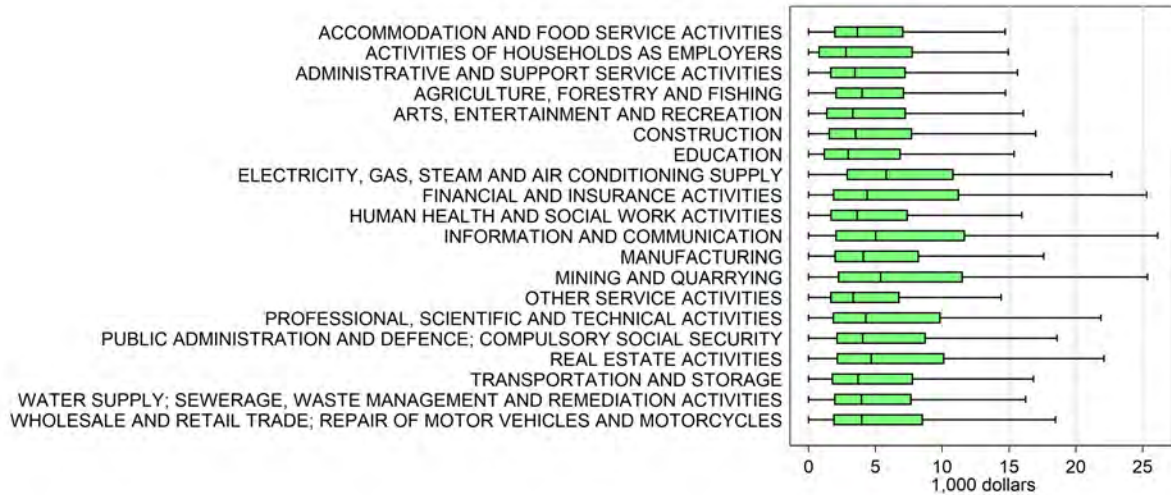 ACCOMMODATION AND FOOD SERVICE ACTIVITIES
ACTIVITIES OF HOUSEHOLDS AS EMPLOYERS
ADMINISTRATIVE AND SUPPORT SERVICE ACTIVITIES
AGRICULTURE, FORESTRY AND FISHING
ARTS, ENTERTAINMENT AND RECREATION
CONSTRUCTION
EDUCATION
ELECTRICITY, GAS, STEAM AND AIR CONDITIONING SUPPLY
FINANCIAL AND INSURANCE ACTIVITIES
HUMAN HEALTH AND SOCIAL WORK ACTIVITIES
INFORMATION AND COMMUNICATION
MANUFACTURING
MINING AND QUARRYING
OTHER SERVICE ACTIVITIES
PROFESSIONAL, SCIENTIFIC AND TECHNICAL ACTIVITIES
PUBLIC ADMINISTRATION AND DEFENCE; COMPULSORY SOCIAL SECURITY
REAL ESTATE ACTIVITIES
TRANSPORTATION AND STORAGE
WATER SUPPLY; SEWERAGE, WASTE MANAGEMENT AND REMEDIATION ACTIVITIES
WHOLESALE AND RETAIL TRADE; REPAIR OF MOTOR VEHICLES AND MOTORCYCLES
0 5 10 15 20 25
1,000 dollars